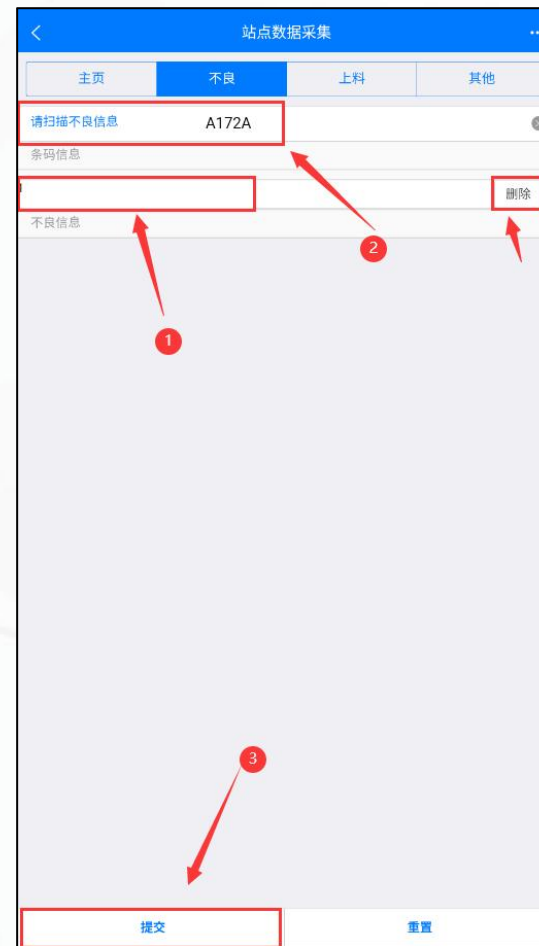 站点数据采集
主页 不良 上料 其他
请扫描不良信息 A172A
条码信息
删除
不良信息
2
1
3
提交 重置